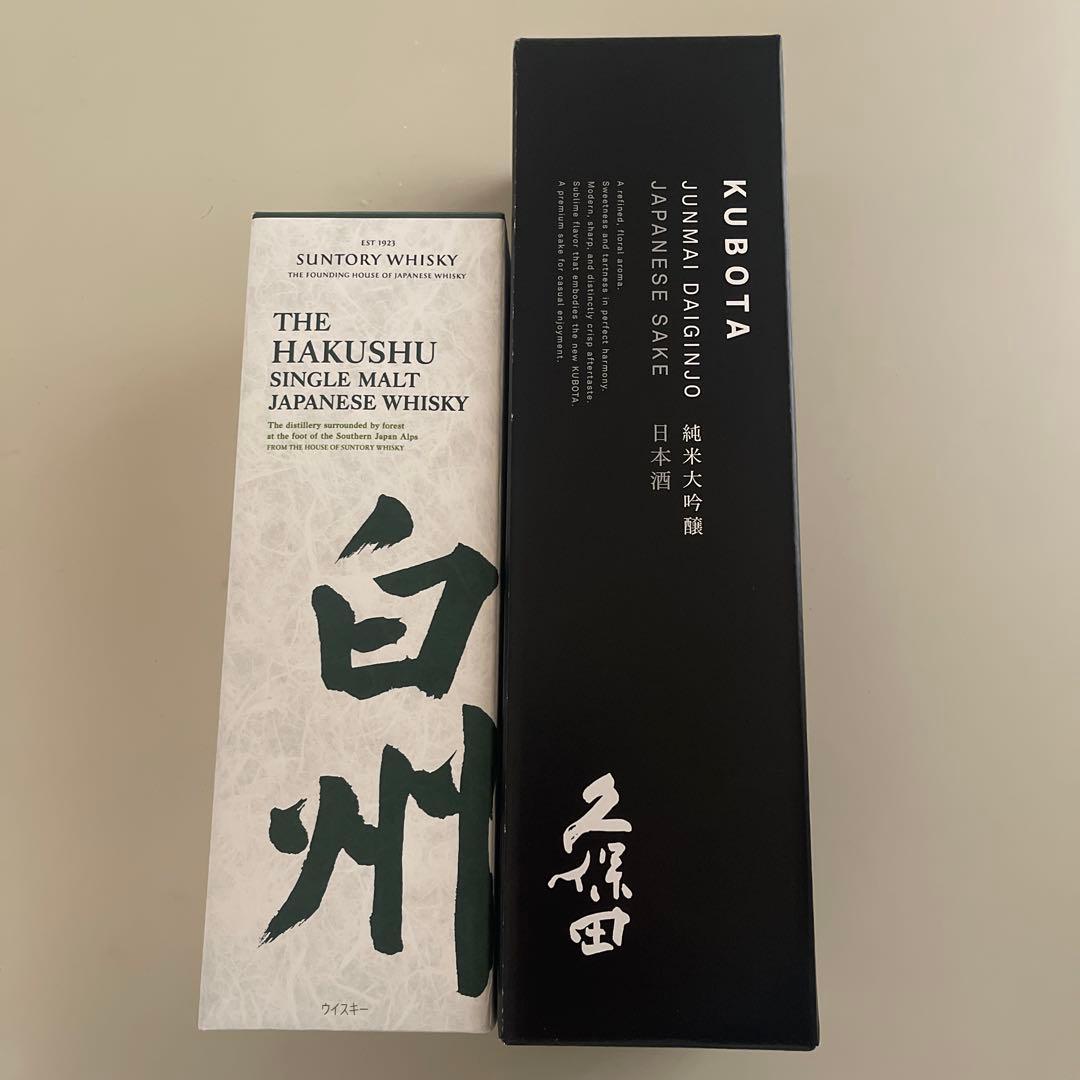 EST 1923
SUNTORY WHISKY
THE FOUNDING HOUSE OF JAPANESE WHISKY
THE
HAKUSHU
SINGLE MALT
JAPANESE WHISKY
The distillery surrounded by forest
at the foot of the Southern Japan Alps
FROM THE HOUSE OF SUNTORY WHISKY
白州
ウイスキー
KUBOTA
JUNMAI DAIGINJO 純米大吟醸
JAPANESE SAKE 日本酒
A refined, floral aroma.
Sweetness and tartness in perfect harmony.
Modern, sharp, and distinctly crisp aftertaste.
Sublime flavor that embodies the new KUBOTA.
A premium sake for casual enjoyment.
久保田